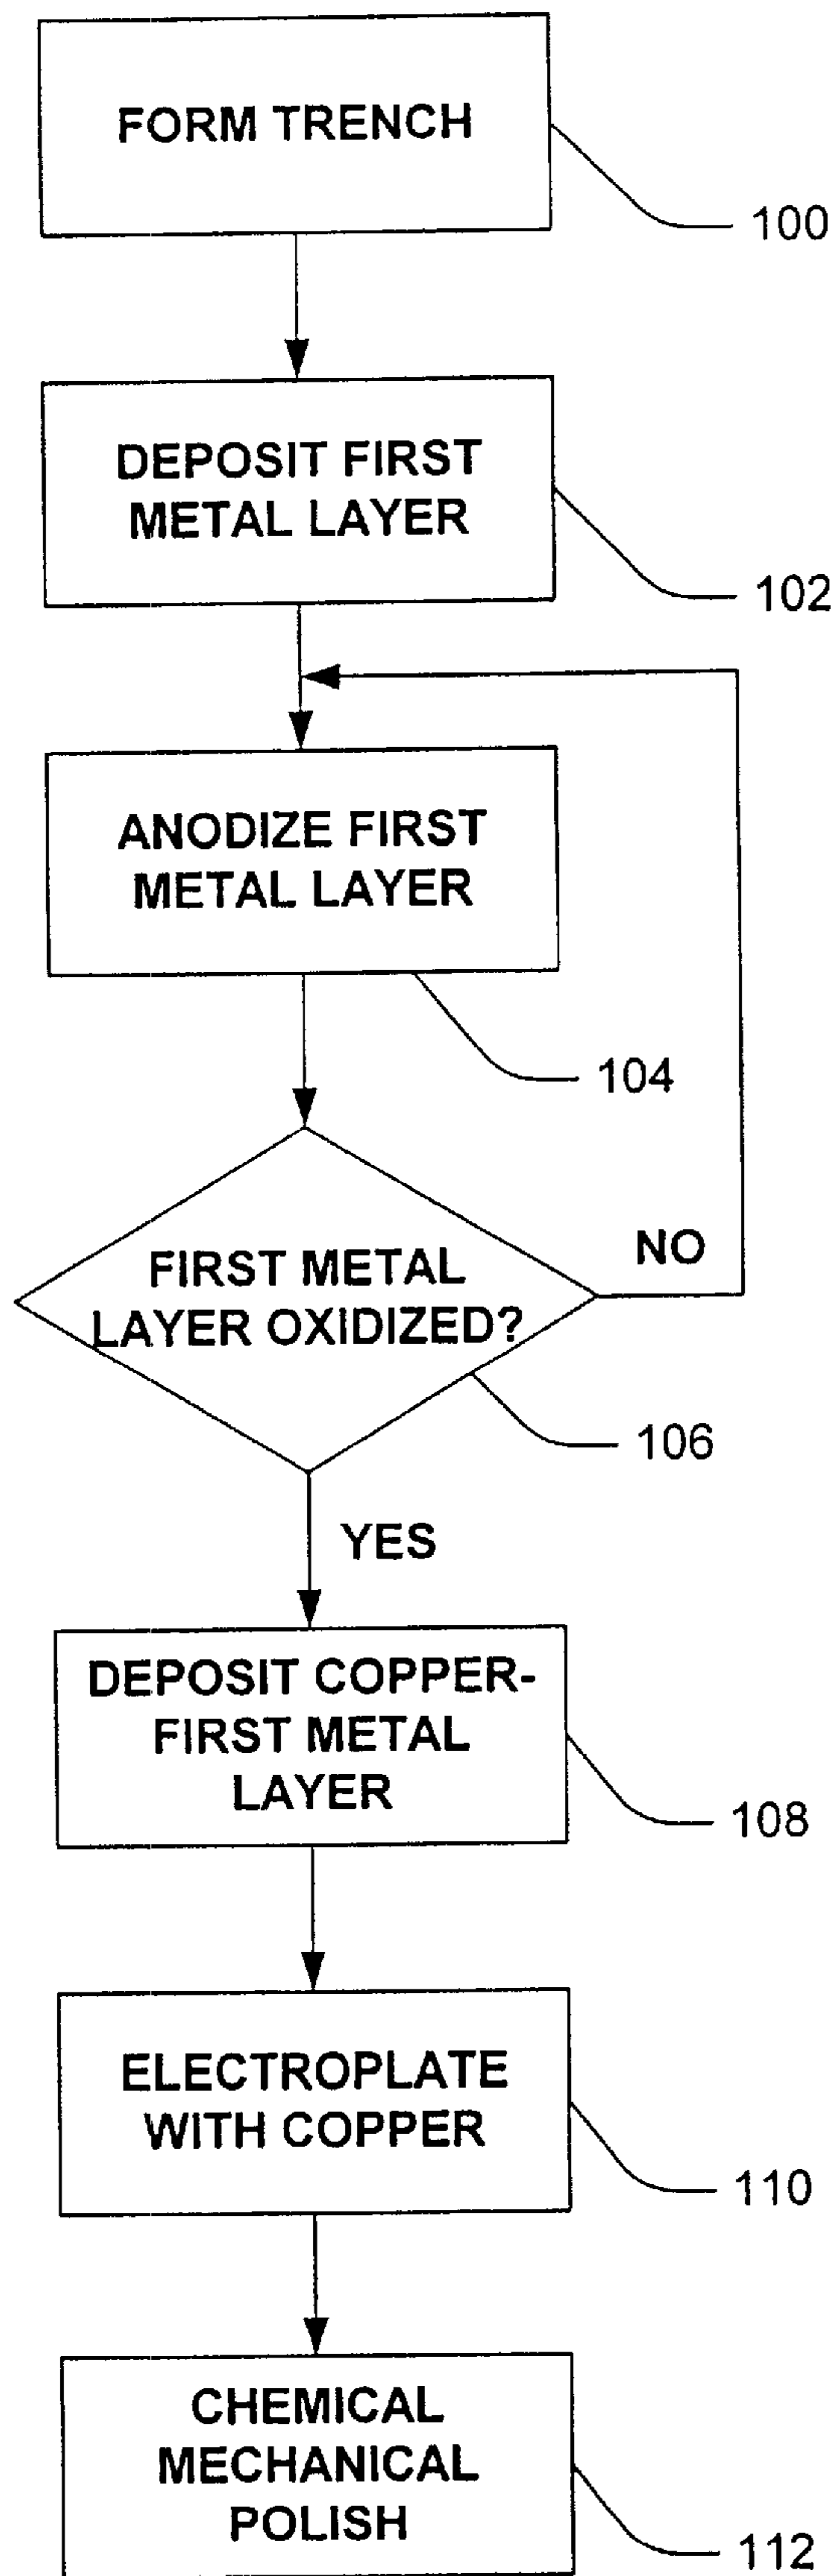 FORM TRENCH
100
DEPOSIT FIRST
METAL LAYER
102
ANODIZE FIRST
METAL LAYER
104
FIRST METAL
LAYER OXIDIZED?
NO
106
YES
DEPOSIT COPPER-
FIRST METAL
LAYER
108
ELECTROPLATE
WITH COPPER
110
CHEMICAL
MECHANICAL
POLISH
112